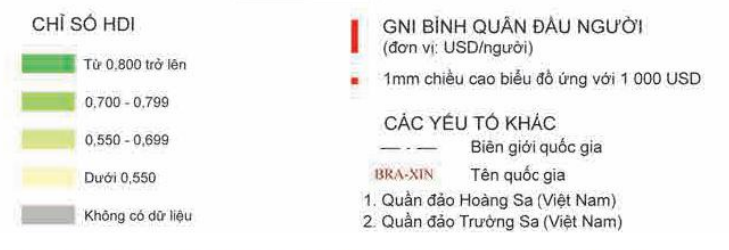 CHỈ SỐ HDI
Từ 0,800 trở lên
0,700 - 0,799
0,550 - 0,699
Dưới 0,550
Không có dữ liệu
GNI BÌNH QUÂN ĐẦU NGƯỜI
(đơn vị: USD/người)
1mm chiều cao biểu đồ ứng với 1 000 USD
CÁC YẾU TỐ KHÁC
Biên giới quốc gia
BRA-XIN Tên quốc gia
1. Quần đảo Hoàng Sa (Việt Nam)
2. Quần đảo Trường Sa (Việt Nam)